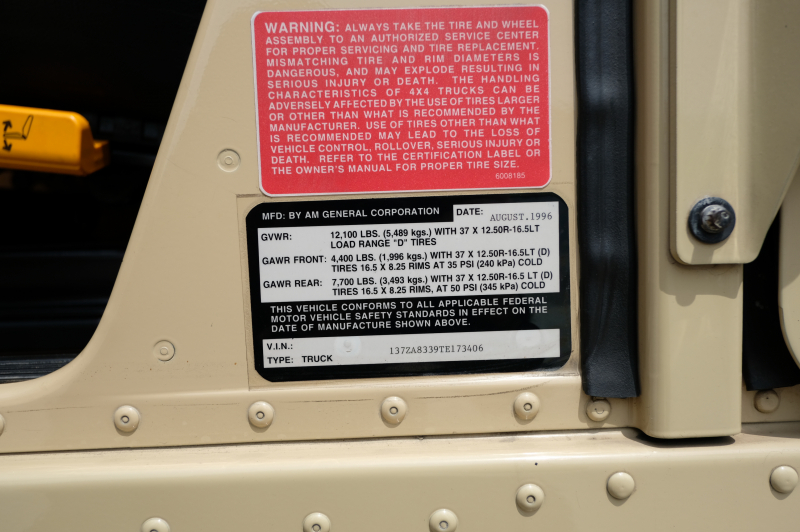 WARNING: ALWAYS TAKE THE TIRE AND WHEEL
ASSEMBLY TO AN AUTHORIZED SERVICE CENTER
FOR PROPER SERVICING AND TIRE REPLACEMENT.
MISMATCHING TIRE AND RIM DIAMETERS IS
DANGEROUS, AND MAY EXPLODE RESULTING IN
SERIOUS INJURY OR DEATH. THE HANDLING
CHARACTERISTICS OF 4X4 TRUCKS CAN BE
ADVERSELY AFFECTED BY THE USE OF TIRES LARGER
OR OTHER THAN WHAT IS RECOMMENDED BY THE
MANUFACTURER. USE OF TIRES OTHER THAN WHAT
IS RECOMMENDED MAY LEAD TO THE LOSS OF
VEHICLE CONTROL, ROLLOVER, SERIOUS INJURY OR
DEATH. REFER TO THE CERTIFICATION LABEL OR
THE OWNER'S MANUAL FOR PROPER TIRE SIZE.
6008185
MFD: BY AM GENERAL CORPORATION DATE: AUGUST.1996
GVWR: 12,100 LBS. (5,489 kgs.) WITH 37 X 12.50R-16.5LT
LOAD RANGE "D" TIRES
GAWR FRONT: 4,400 LBS. (1,996 kgs.) WITH 37 X 12.50R-16.5LT (D)
TIRES 16.5 X 8.25 RIMS AT 35 PSI (240 kPa) COLD
GAWR REAR: 7,700 LBS. (3,493 kgs.) WITH 37 X 12.50R-16.5 LT (D)
TIRES 16.5 X 8.25 RIMS, AT 50 PSI (345 kPa) COLD
THIS VEHICLE CONFORMS TO ALL APPLICABLE FEDERAL
MOTOR VEHICLE SAFETY STANDARDS IN EFFECT ON THE
DATE OF MANUFACTURE SHOWN ABOVE.
V.I.N.: 137ZA8339TE173406
TYPE: TRUCK